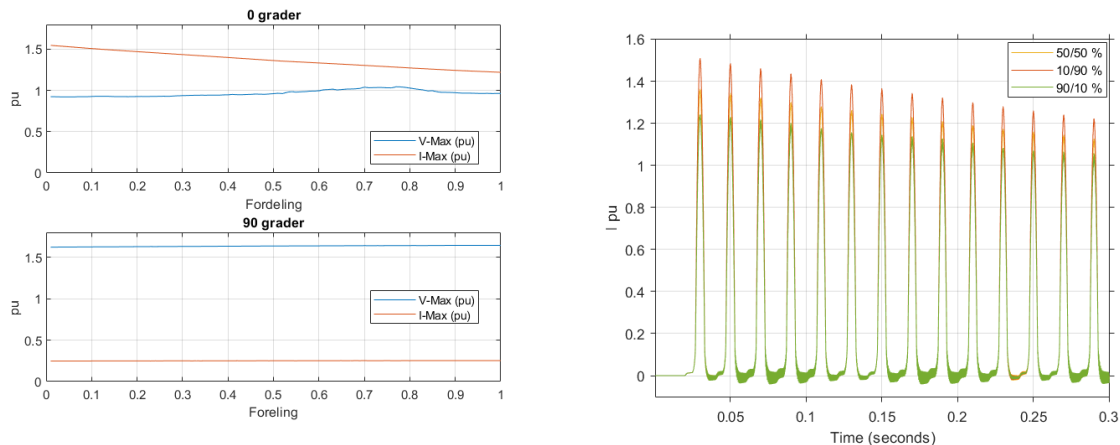 0 grader
1.5
1
0.5
0
pu
V-Max (pu)
I-Max (pu)
0 0.1 0.2 0.3 0.4 0.5 0.6 0.7 0.8 0.9 1
Fordeling
90 grader
1.5
1
0.5
0
pu
V-Max (pu)
I-Max (pu)
0 0.1 0.2 0.3 0.4 0.5 0.6 0.7 0.8 0.9 1
Foreling
1.6
1.4
1.2
1
0.8
0.6
0.4
0.2
0
I pu
50/50 %
10/90 %
90/10 %
0.05 0.1 0.15 0.2 0.25 0.3
Time (seconds)